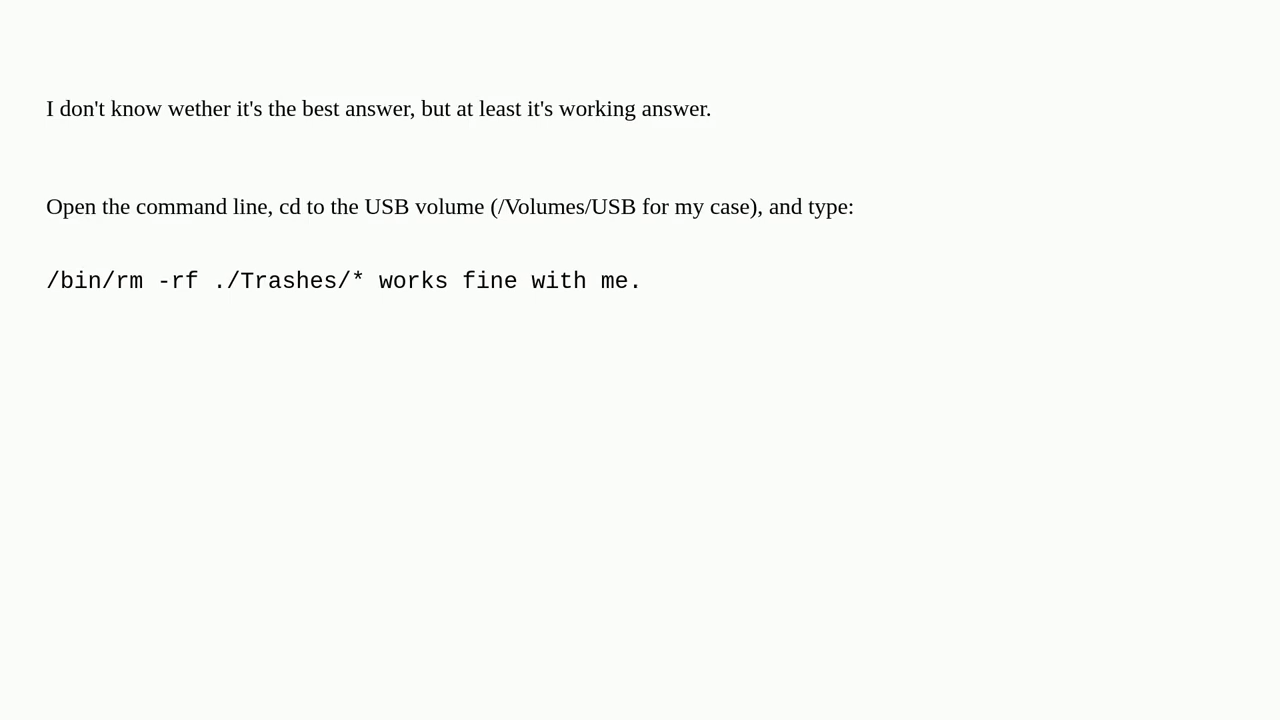 I don't know wether it's the best answer, but at least it's working answer.
Open the command line, cd to the USB volume (/Volumes/USB for my case), and type:
/bin/rm -rf ./Trashes/* works fine with me.